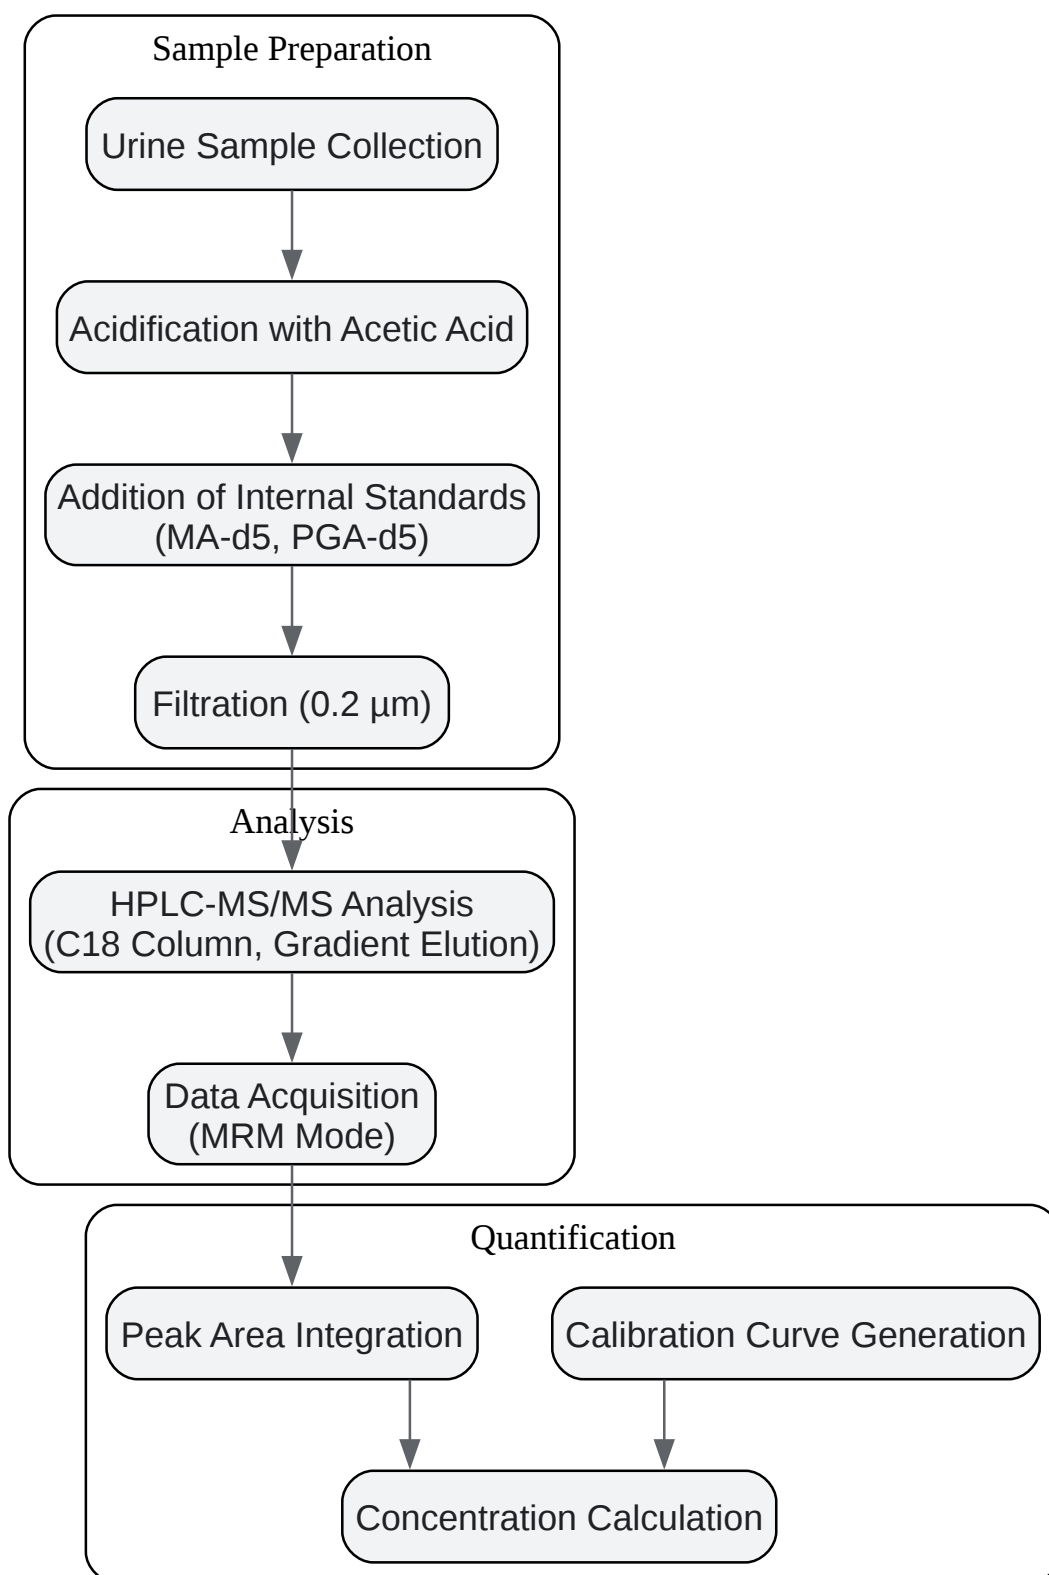 Sample Preparation
Urine Sample Collection
Acidification with Acetic Acid
Addition of Internal Standards
(MA-d5, PGA-d5)
Filtration (0.2 µm)
Analysis
HPLC-MS/MS Analysis
(C18 Column, Gradient Elution)
Data Acquisition
(MRM Mode)
Quantification
Peak Area Integration
Calibration Curve Generation
Concentration Calculation